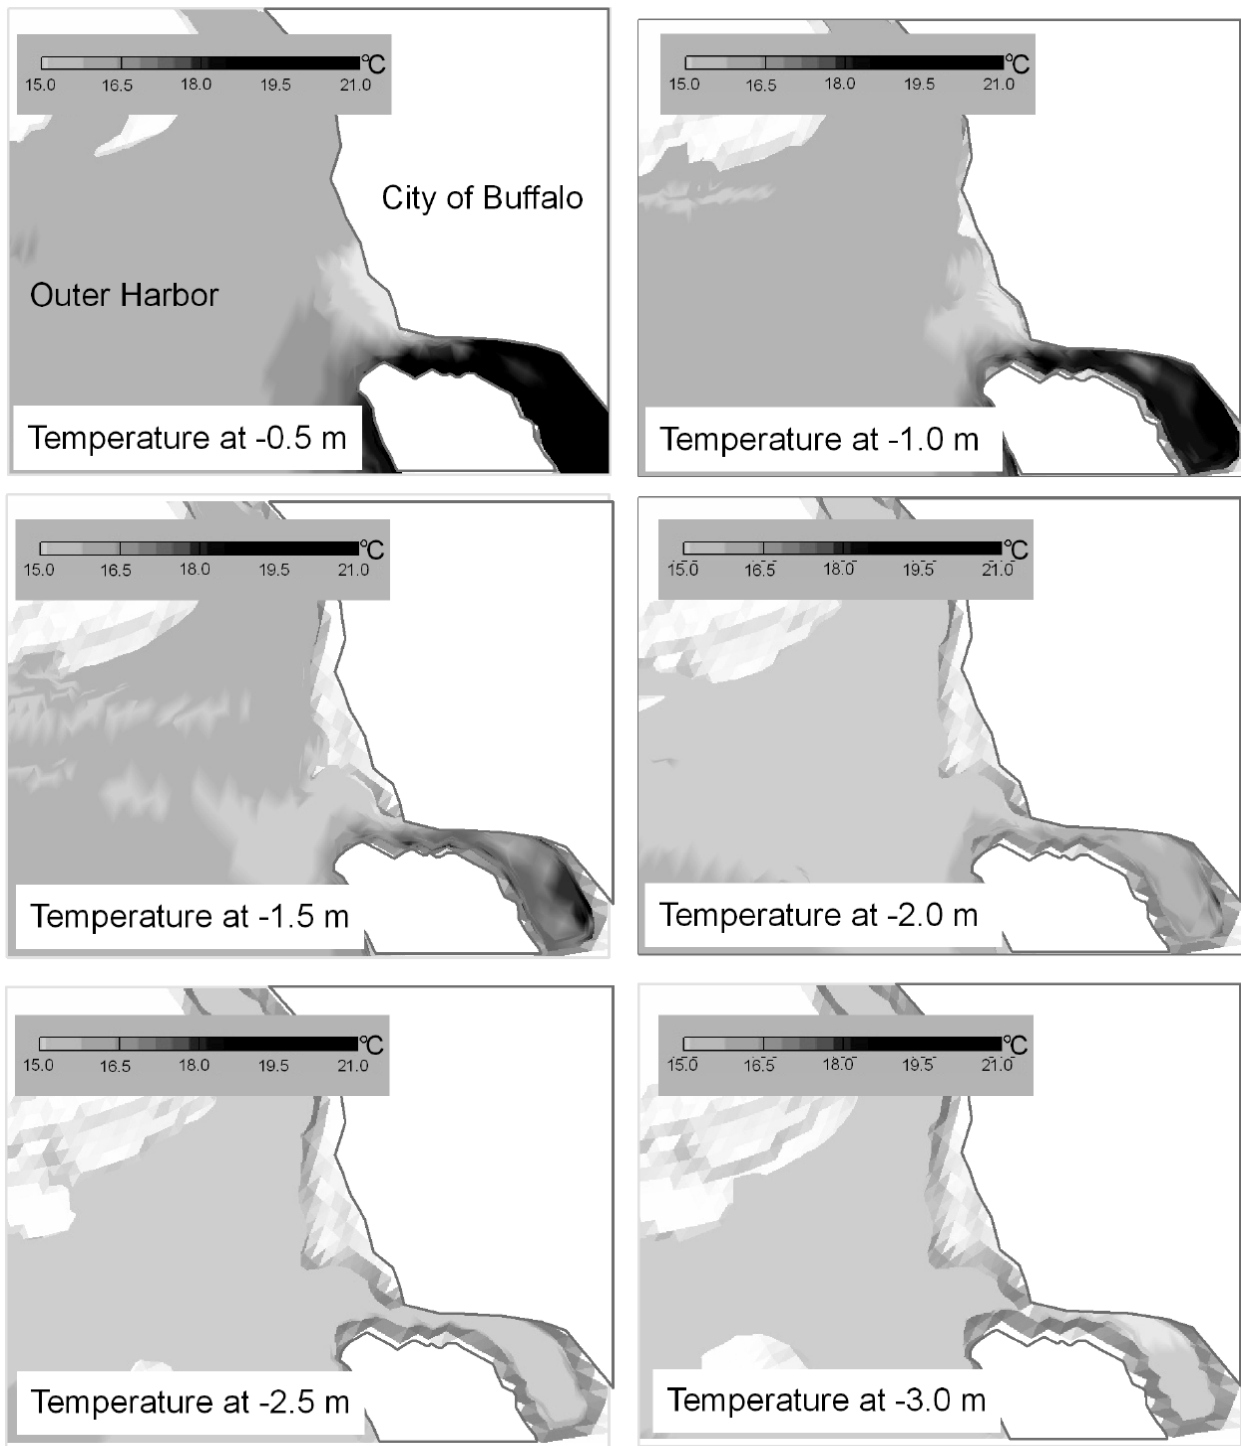 °C
15.0 16.5 18.0 19.5 21.0
City of Buffalo
Outer Harbor
Temperature at -0.5 m
°C
15.0 16.5 18.0 19.5 21.0
Temperature at -1.0 m
°C
15.0 16.5 18.0 19.5 21.0
Temperature at -1.5 m
°C
15.0 16.5 18.0 19.5 21.0
Temperature at -2.0 m
°C
15.0 16.5 18.0 19.5 21.0
Temperature at -2.5 m
°C
15.0 16.5 18.0 19.5 21.0
Temperature at -3.0 m